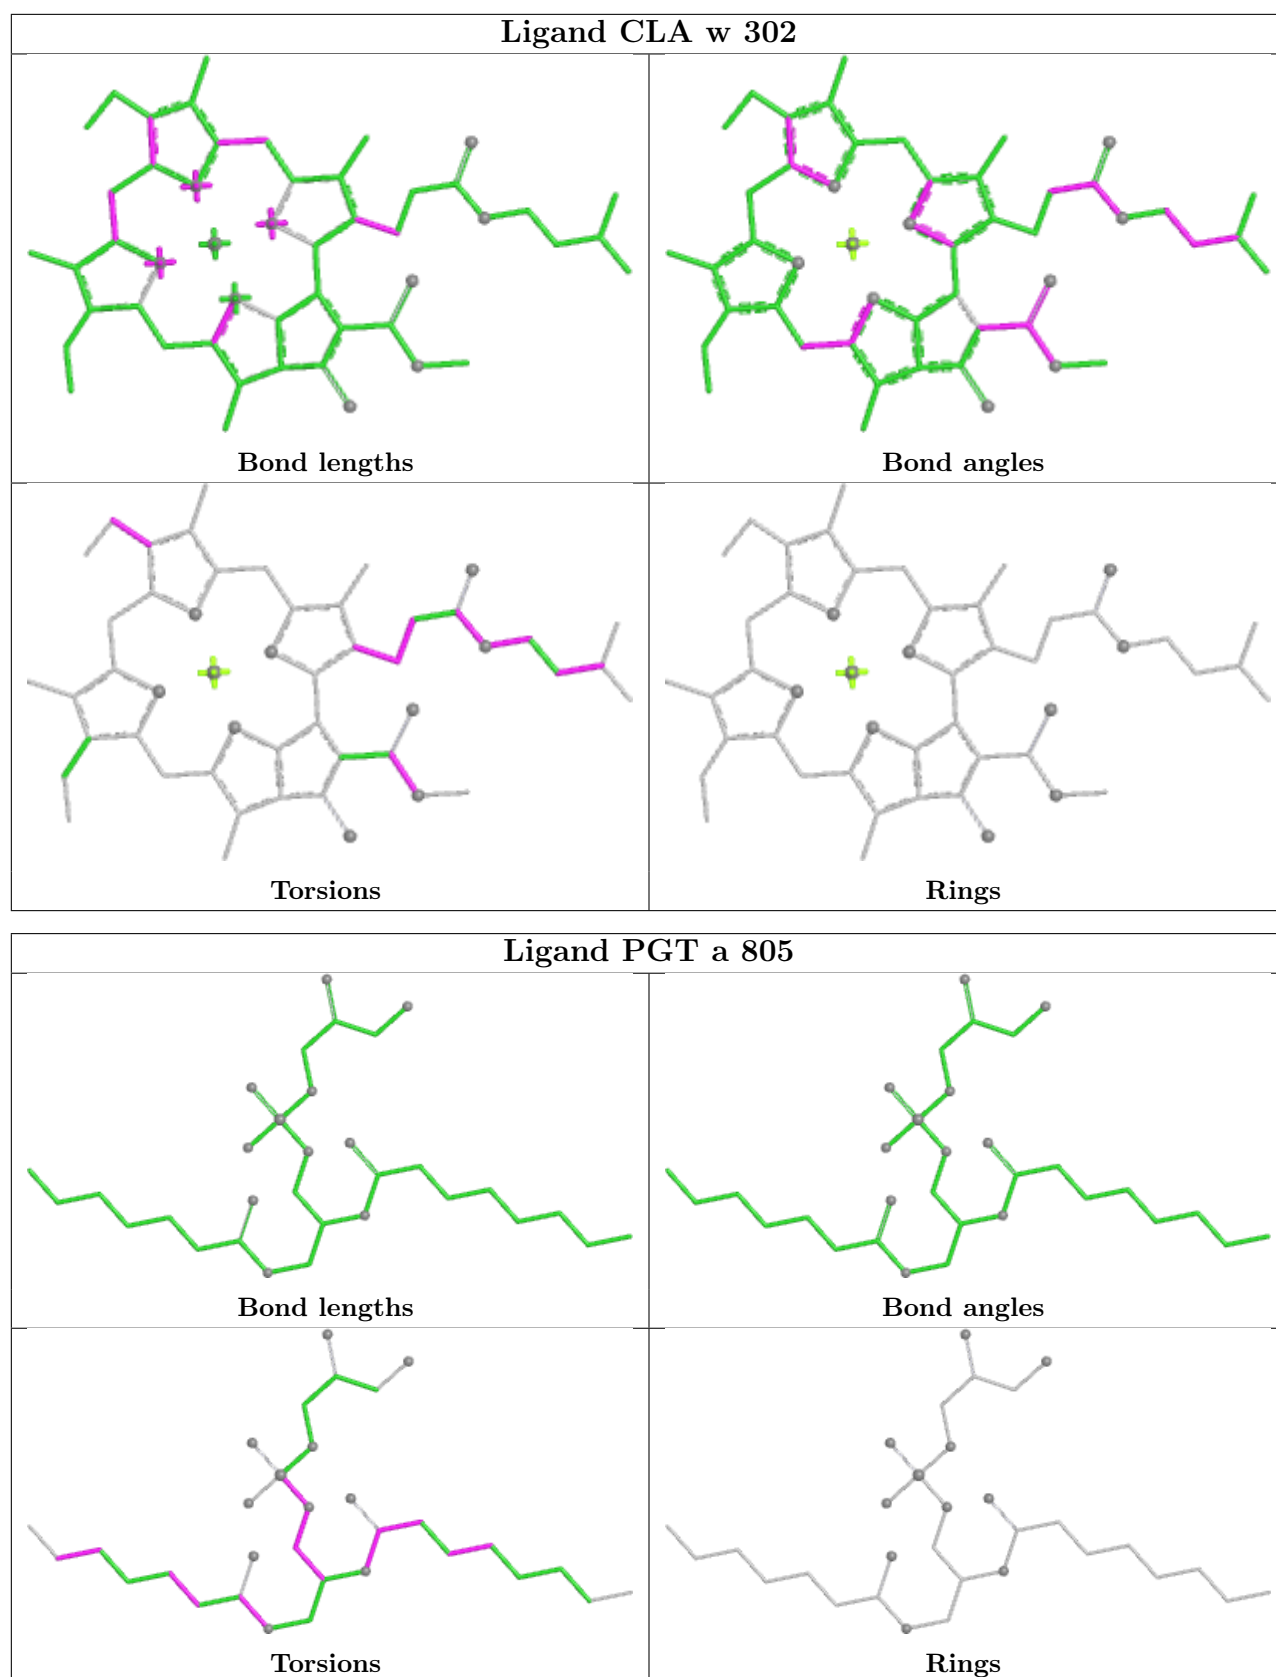 Ligand CLA w 302
Bond lengths
Bond angles
Torsions
Rings
Ligand PGT a 805
Bond lengths
Bond angles
Torsions
Rings